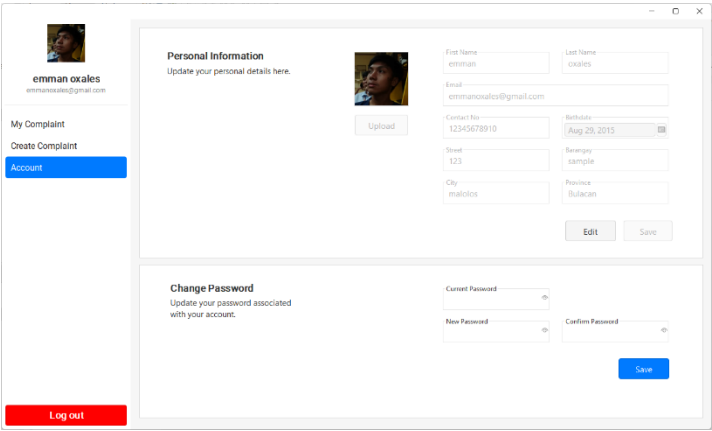 emman oxales
emmanoxales@gmail.com
My Complaint
Create Complaint
Account
Log out
Personal Information
Update your personal details here.
Upload
First Name
emman
Last Name
oxales
Email
emmanoxales@gmail.com
Contact No
12345678910
Birthdate
Aug 29, 2015
Street
123
Barangay
sample
City
malolos
Province
Bulacan
Edit
Save
Change Password
Update your password associated
with your account.
Current Password
New Password
Confirm Password
Save